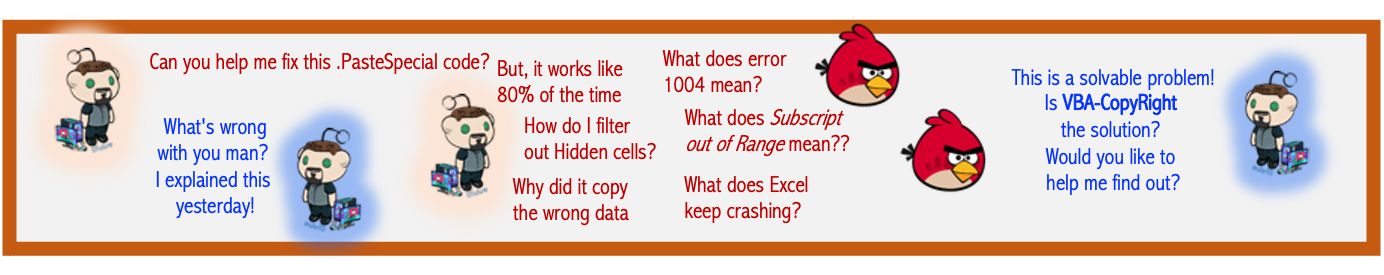 Can you help me fix this .PasteSpecial code?
What's wrong
with you man?
I explained this
yesterday!
But, it works like
80% of the time
How do I filter
out Hidden cells?
Why did it copy
the wrong data
What does error
1004 mean?
What does Subscript
out of Range mean??
What does Excel
keep crashing?
This is a solvable problem!
Is VBA-CopyRight
the solution?
Would you like to
help me find out?